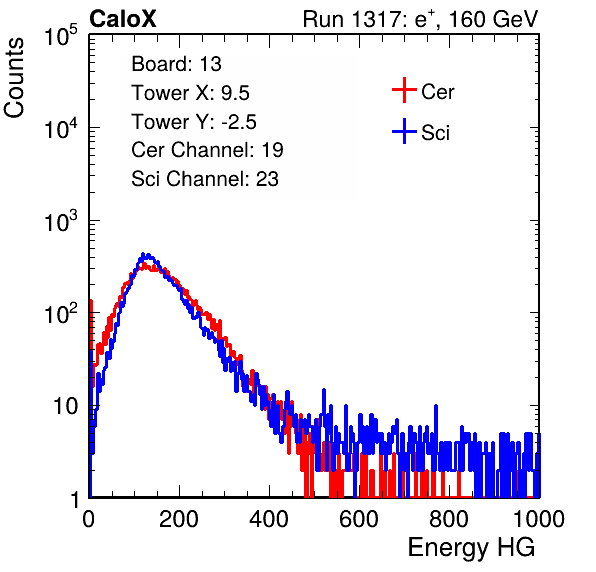 CaloX Run 1317: e⁺, 160 GeV
Counts
10⁵
10⁴
10³
10²
10
1
Board: 13
Tower X: 9.5
Tower Y: -2.5
Cer Channel: 19
Sci Channel: 23
Cer
Sci
0 200 400 600 800 1000
Energy HG